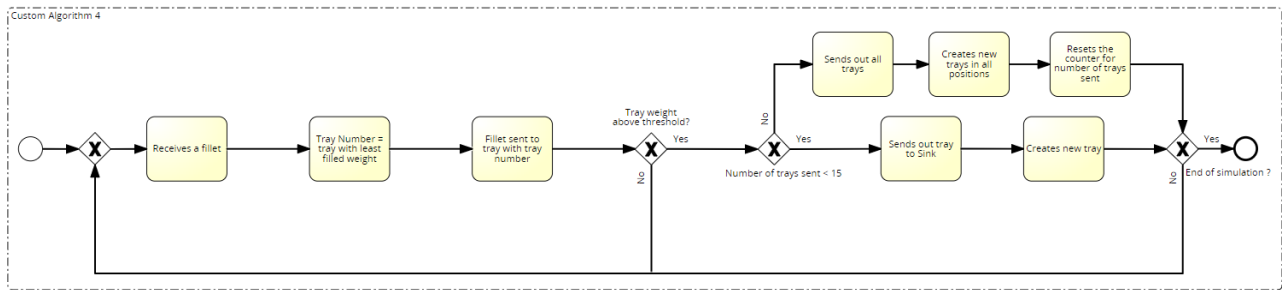 Custom Algorithm 4
Sends out all
trays
Creates new
trays in all
positions
Resets the
counter for
number of trays
sent
No
Tray weight
above threshold?
X
Receives a fillet
Tray Number =
tray with least
filled weight
Fillet sent to
tray with tray
number
X
Yes
No
X
Yes
Number of trays sent < 15
Sends out tray
to Sink
Creates new tray
X
Yes
No
End of simulation ?